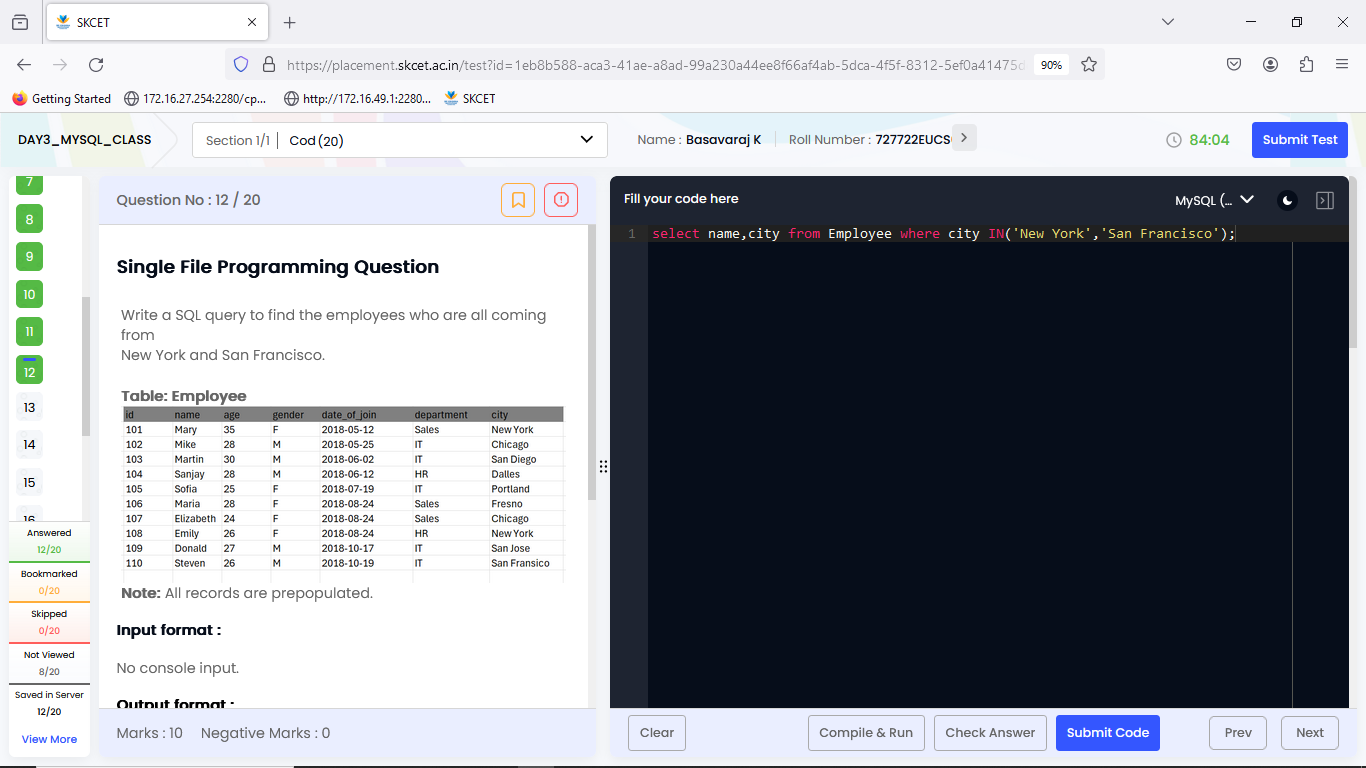 SKCET
https://placement.skcet.ac.in/test?id=1eb8b588-aca3-41ae-a8ad-99a230a44ee8f66af4ab-5dca-4f5f-8312-5ef0a41475d
90%
Getting Started
172.16.27.254:2280/cp...
http://172.16.49.1:2280...
SKCET
DAY3_MYSQL_CLASS
Section 1/1
Cod (20)
Name : Basavaraj K
Roll Number : 727722EUCS
84:04
Submit Test
7
8
9
10
11
12
13
14
15
16
Answered
12/20
Bookmarked
0/20
Skipped
0/20
Not Viewed
8/20
Saved in Server
12/20
View More
Question No : 12 / 20
Single File Programming Question
Write a SQL query to find the employees who are all coming
from
New York and San Francisco.
Table: Employee
id name age gender date_of_join department city
101 Mary 35 F 2018-05-12 Sales New York
102 Mike 28 M 2018-05-25 IT Chicago
103 Martin 30 M 2018-06-02 IT San Diego
104 Sanjay 28 M 2018-06-12 HR Dalles
105 Sofia 25 F 2018-07-19 IT Portland
106 Maria 28 F 2018-08-24 Sales Fresno
107 Elizabeth 24 F 2018-08-24 Sales Chicago
108 Emily 26 F 2018-08-24 HR New York
109 Donald 27 M 2018-10-17 IT San Jose
110 Steven 26 M 2018-10-19 IT San Fransico
Note: All records are prepopulated.
Input format :
No console input.
Output format :
Marks : 10
Negative Marks : 0
Fill your code here
MySQL (...
1 select name,city from Employee where city IN('New York','San Francisco');
Clear
Compile & Run
Check Answer
Submit Code
Prev
Next